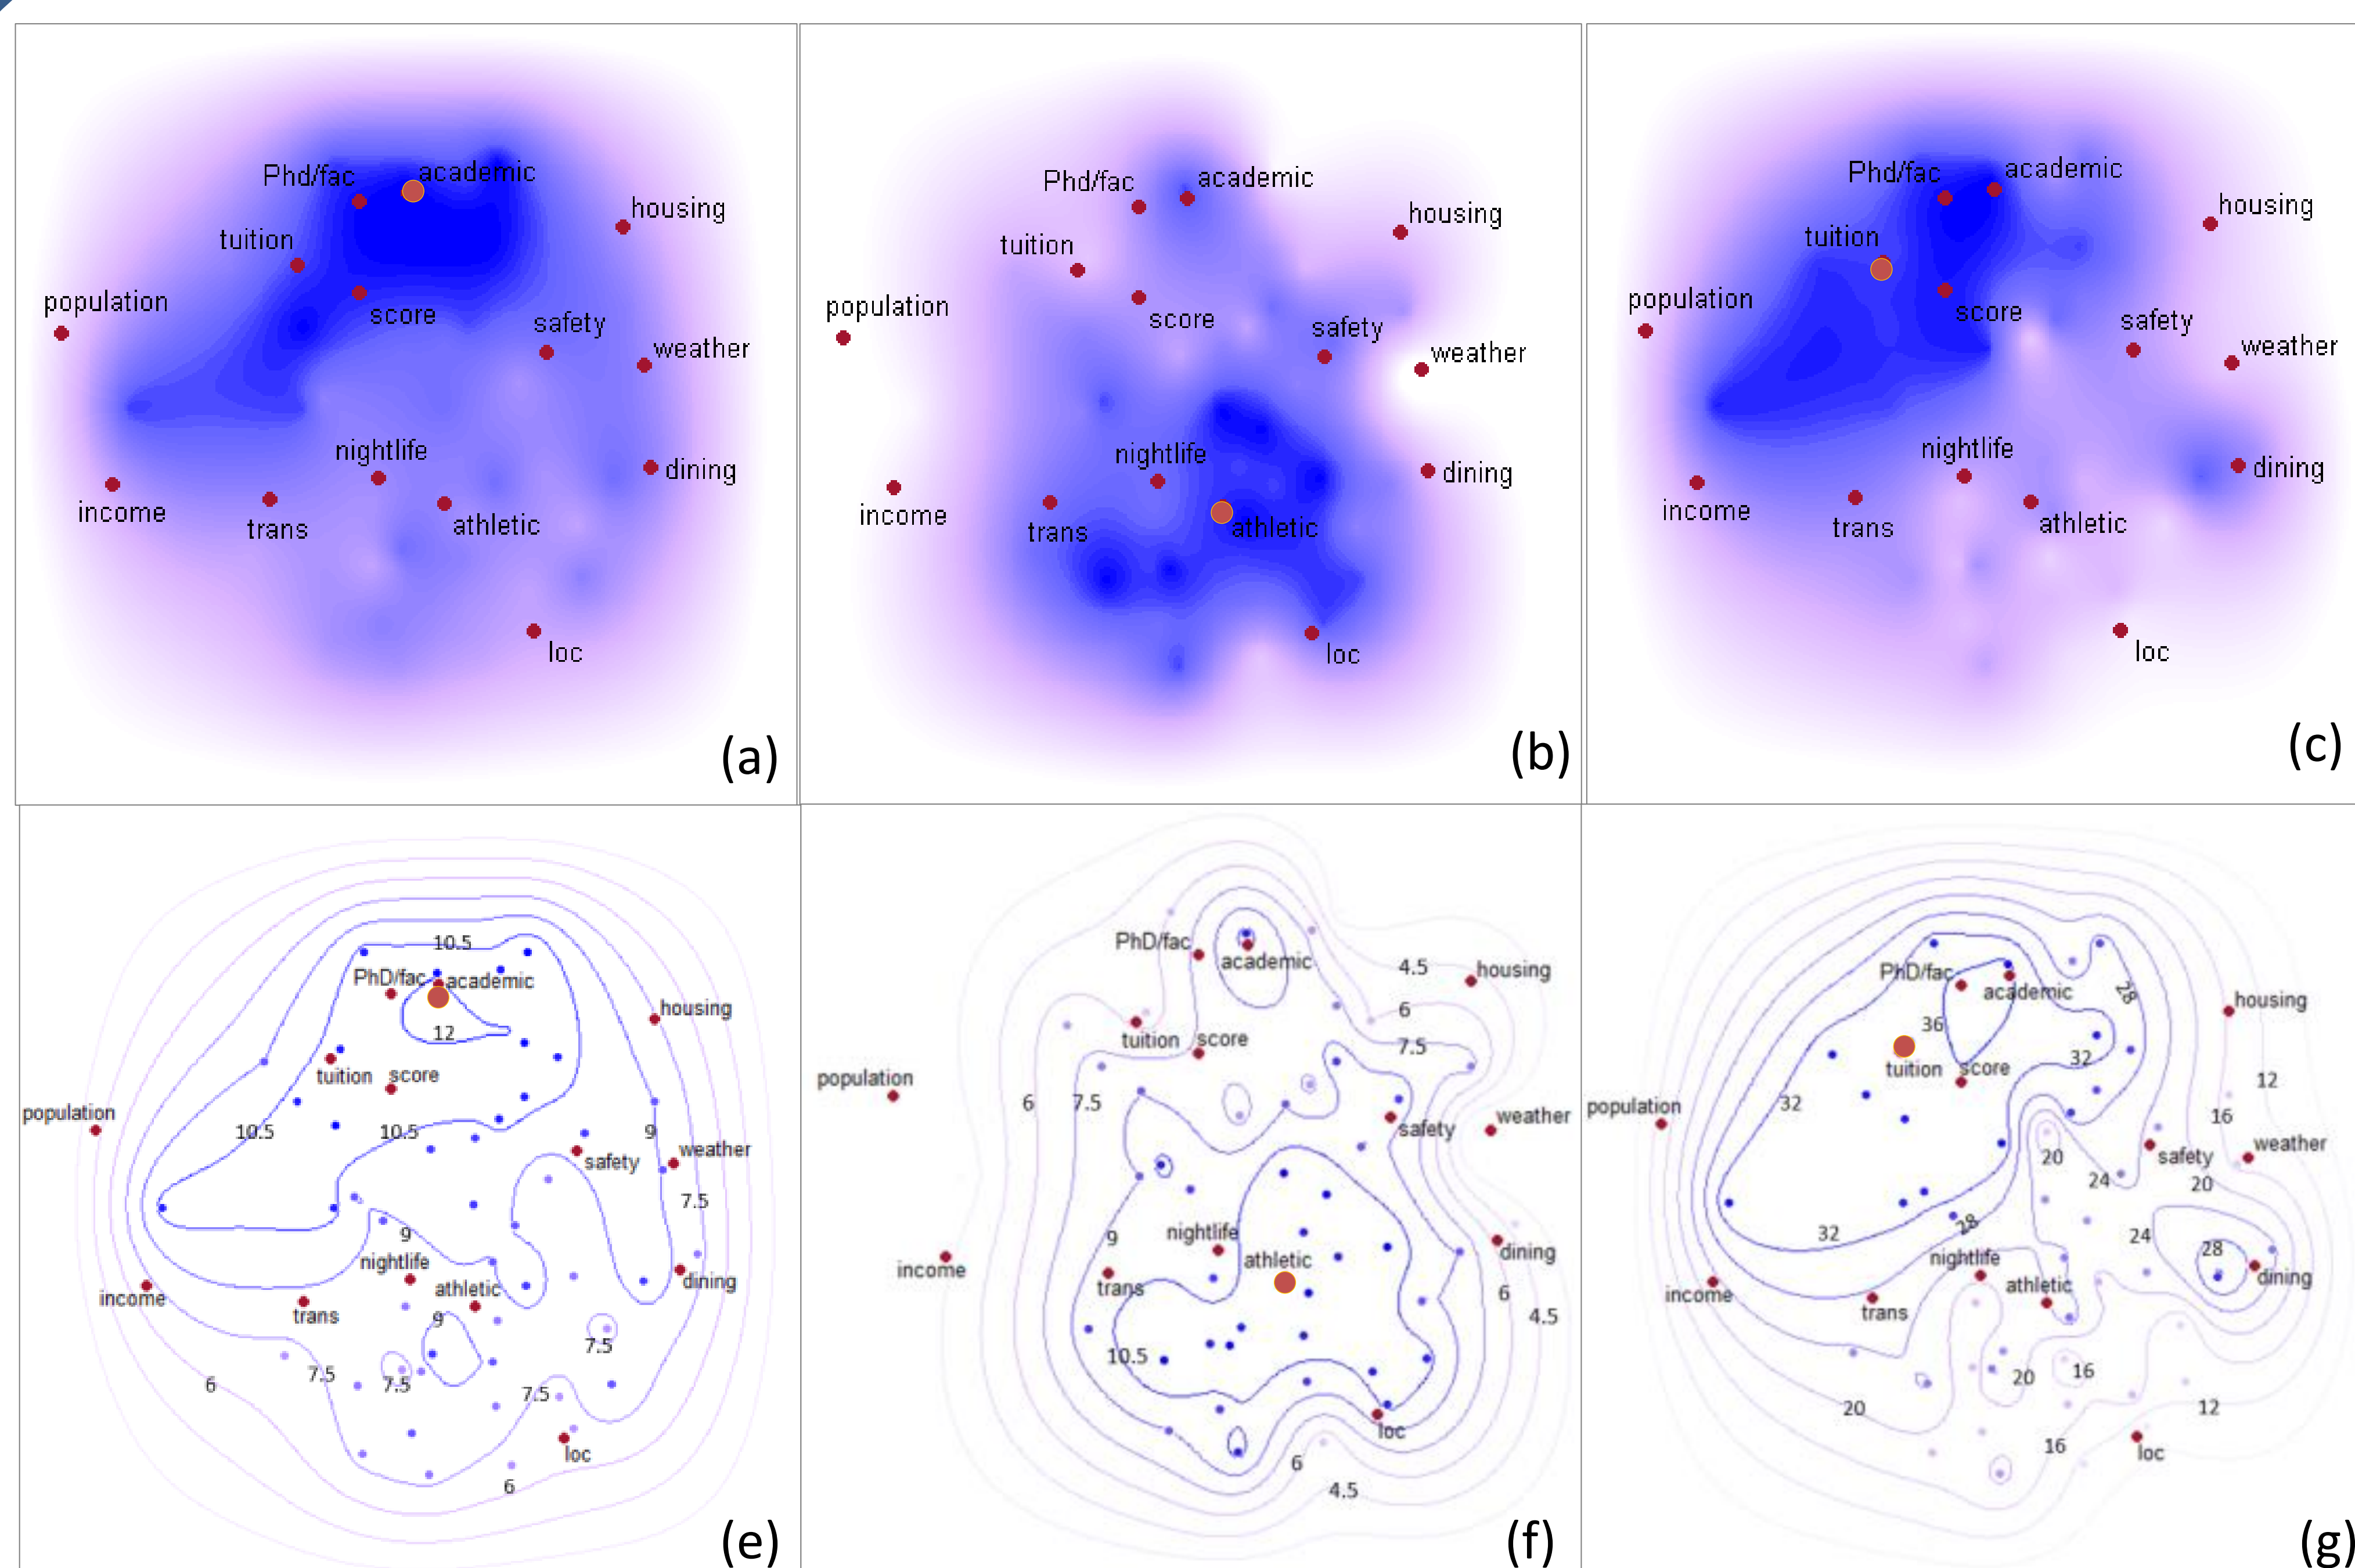 Phd/fac
academic
housing
tuition
population
score
safety
weather
nightlife
dining
income
trans
athletic
loc
(a)
Phd/fac
academic
housing
tuition
population
score
safety
weather
nightlife
dining
income
trans
athletic
loc
(b)
Phd/fac
academic
housing
tuition
population
score
safety
weather
nightlife
dining
income
trans
athletic
loc
(c)
10.5
PhD/fac
academic
housing
12
tuition
score
population
10.5
10.5
9
safety
weather
7.5
9
nightlife
dining
income
athletic
trans
9
7.5
7.5
7.5
6
7.5
loc
6
(e)
PhD/fac
academic
4.5
housing
6
tuition
score
7.5
population
6
7.5
weather
safety
9
nightlife
athletic
dining
income
trans
6
4.5
10.5
loc
6
4.5
(f)
PhD/fac
academic
28
housing
36
tuition
score
32
12
population
32
16
weather
20
safety
24
20
32
28
24
28
nightlife
dining
income
athletic
trans
20
16
20
12
16
loc
(g)